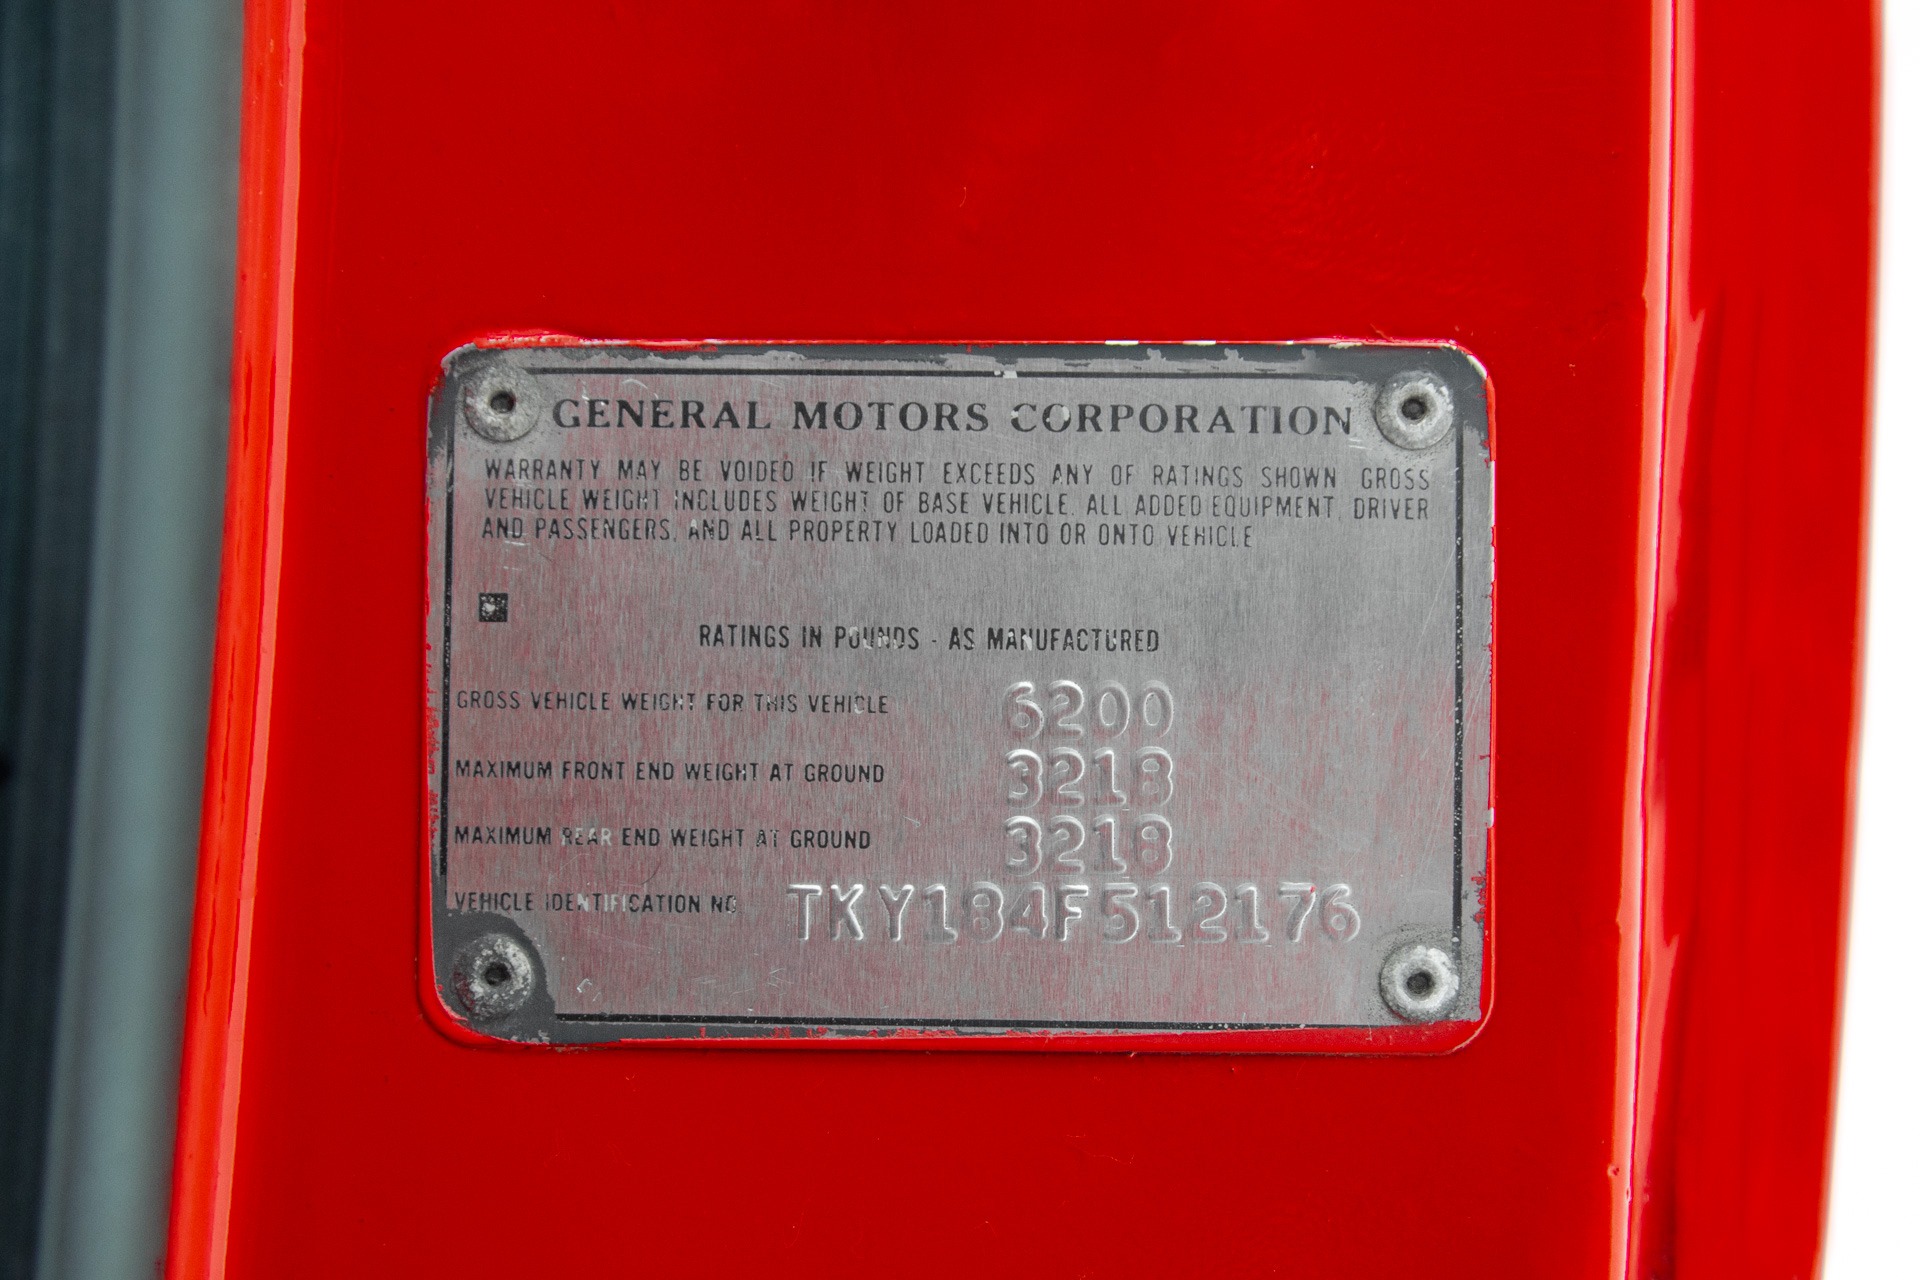 GENERAL MOTORS CORPORATION
WARRANTY MAY BE VOIDED IF WEIGHT EXCEEDS ANY OF RATINGS SHOWN GROSS
VEHICLE WEIGHT INCLUDES WEIGHT OF BASE VEHICLE, ALL ADDED EQUIPMENT, DRIVER
AND PASSENGERS, AND ALL PROPERTY LOADED INTO OR ONTO VEHICLE
RATINGS IN POUNDS - AS MANUFACTURED
GROSS VEHICLE WEIGHT FOR THIS VEHICLE 6200
MAXIMUM FRONT END WEIGHT AT GROUND 3218
MAXIMUM REAR END WEIGHT AT GROUND 3218
VEHICLE IDENTIFICATION NO TKY184F512176